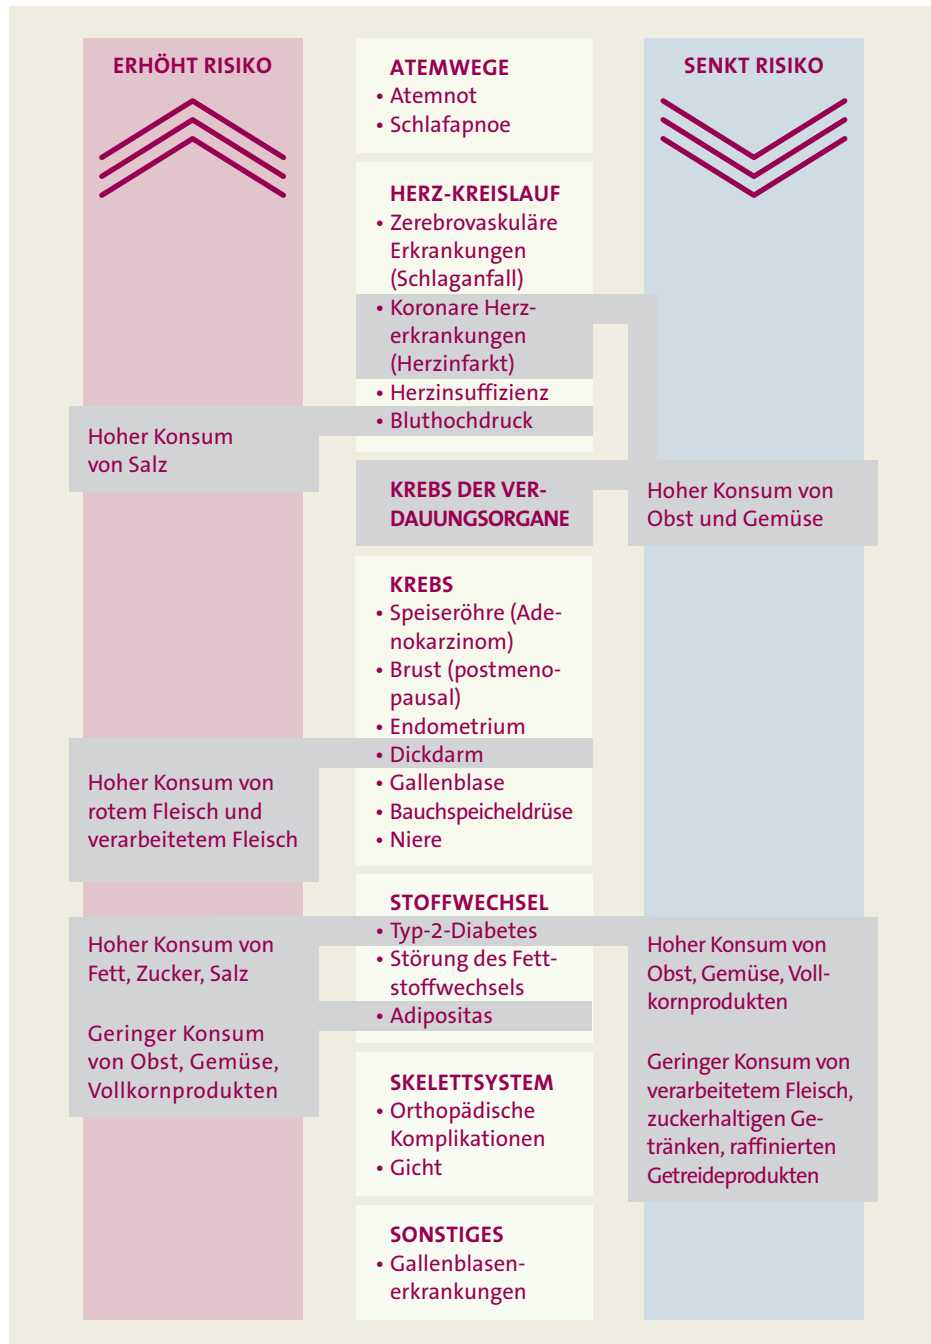 ERHÖHT RISIKO
Hoher Konsum
von Salz
Hoher Konsum von
rotem Fleisch und
verarbeitetem Fleisch
Hoher Konsum von
Fett, Zucker, Salz
Geringer Konsum
von Obst, Gemüse,
Vollkornprodukten
ATEMWEGE
• Atemnot
• Schlafapnoe
HERZ-KREISLAUF
• Zerebrovaskuläre
Erkrankungen
(Schlaganfall)
• Koronare Herz-
erkrankungen
(Herzinfarkt)
• Herzinsuffizienz
• Bluthochdruck
KREBS DER VER-
DAUUNGSORGANE
KREBS
• Speiseröhre (Ade-
nokarzinom)
• Brust (postmeno-
pausal)
• Endometrium
• Dickdarm
• Gallenblase
• Bauchspeicheldrüse
• Niere
STOFFWECHSEL
• Typ-2-Diabetes
• Störung des Fett-
stoffwechsels
• Adipositas
SKELETTSYSTEM
• Orthopädische
Komplikationen
• Gicht
SONSTIGES
• Gallenblasen-
erkrankungen
SENKT RISIKO
Hoher Konsum von
Obst und Gemüse
Hoher Konsum von
Obst, Gemüse, Voll-
kornprodukten
Geringer Konsum von
verarbeitetem Fleisch,
zuckerhaltigen Ge-
tränken, raffinierten
Getreideprodukten